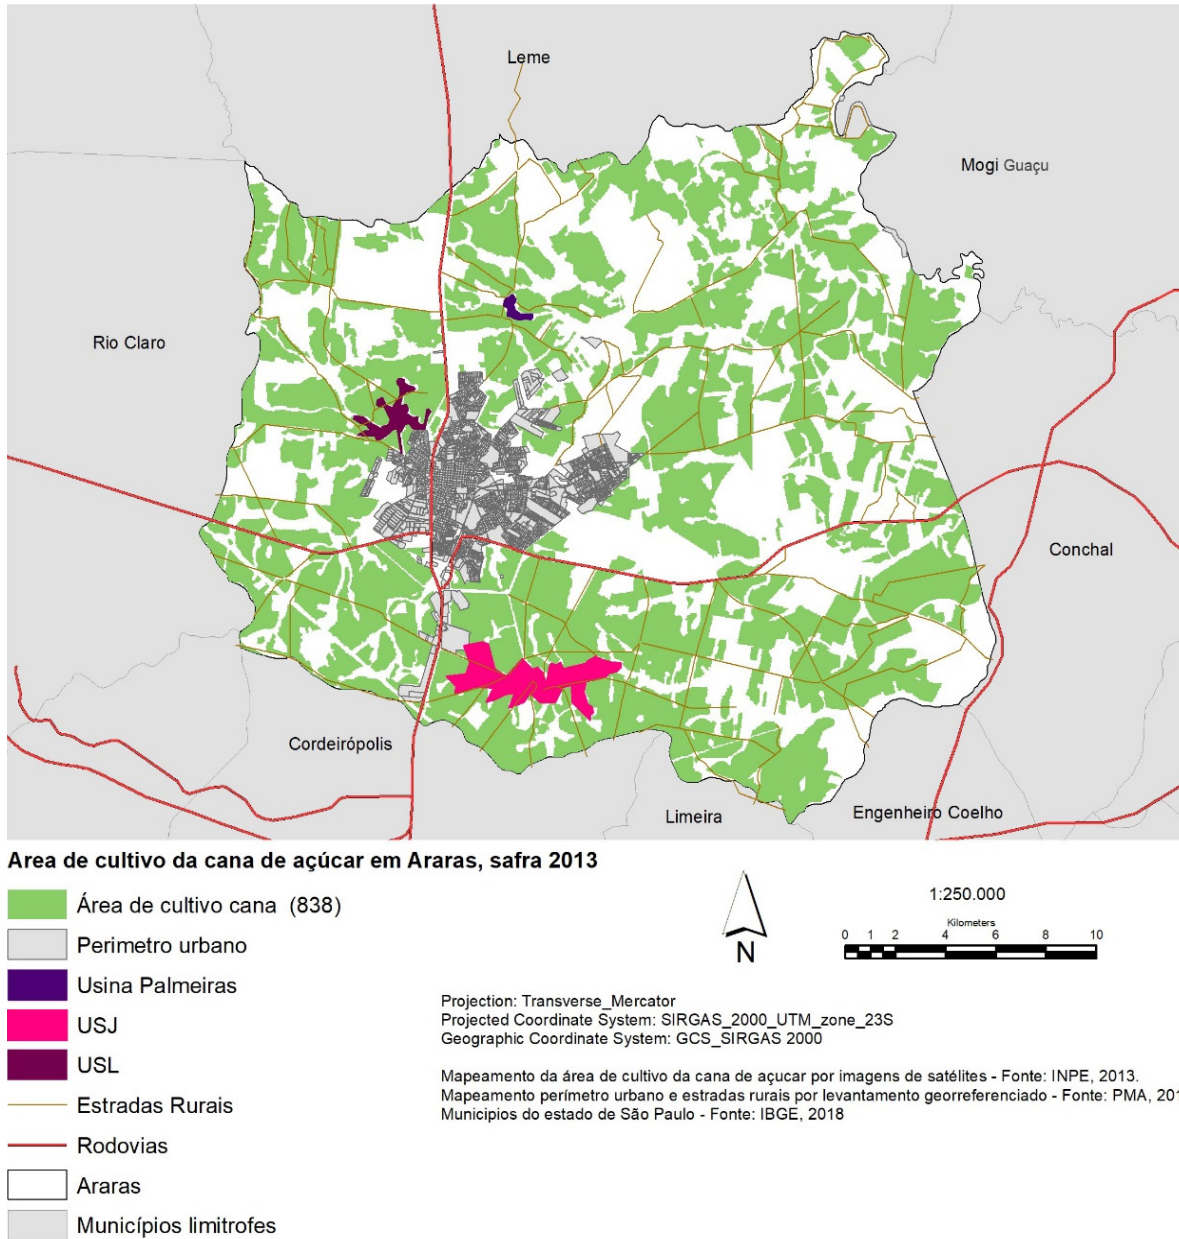 Leme
Mogi Guaçu
Rio Claro
Conchal
Cordeirópolis
Limeira
Engenheiro Coelho
Area de cultivo da cana de açúcar em Araras, safra 2013
Área de cultivo cana (838)
Perimetro urbano
Usina Palmeiras
USJ
USL
Estradas Rurais
Rodovias
Araras
Municípios limitrofes
N
1:250.000
Kilometers
0 1 2 4 6 8 10
Projection: Transverse_Mercator
Projected Coordinate System: SIRGAS_2000_UTM_zone_23S
Geographic Coordinate System: GCS_SIRGAS 2000
Mapeamento da área de cultivo da cana de açucar por imagens de satélites - Fonte: INPE, 2013.
Mapeamento perímetro urbano e estradas rurais por levantamento georreferenciado - Fonte: PMA,
Municipios do estado de São Paulo - Fonte: IBGE, 2018